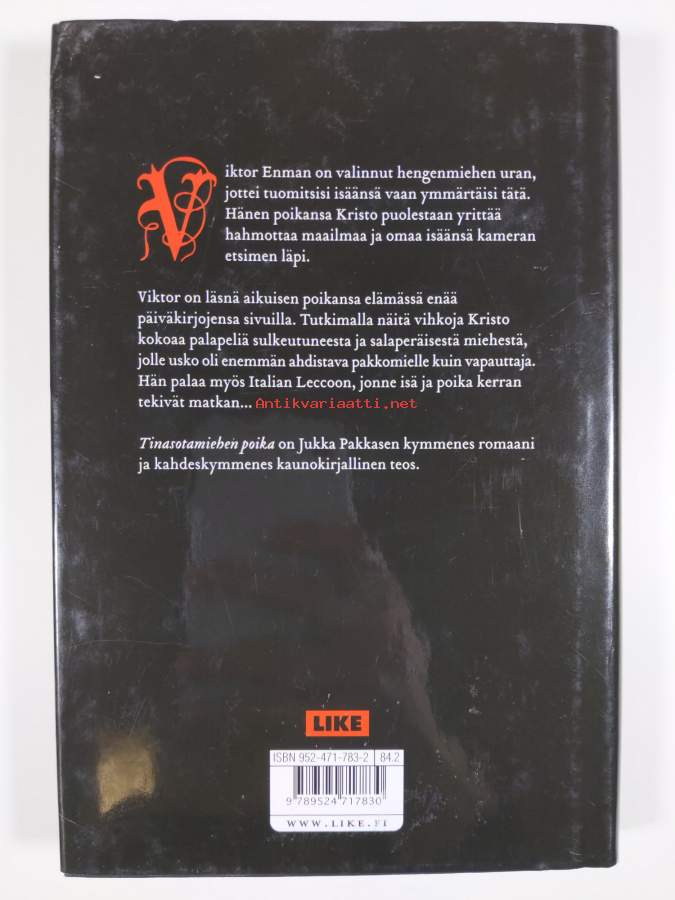 Viktor Enman on valinnut hengenmiehen uran,
jottei tuomitsisi isäänsä vaan ymmärtäisi tätä.
Hänen poikansa Kristo puolestaan yrittää
hahmottaa maailmaa ja omaa isäänsä kameran
etsimen läpi.
Viktor on läsnä aikuisen poikansa elämässä enää
päiväkirjojensa sivuilla. Tutkimalla näitä vihkoja Kristo
kokoaa palapeliä sulkeutuneesta ja salaperäisestä miehestä,
jolle usko oli enemmän ahdistava pakkomielle kuin vapauttaja.
Hän palaa myös Italian Leccoon, jonne isä ja poika kerran
tekivät matkan... Antikvariaatti.net
Tinasotamiehen poika on Jukka Pakkasen kymmenes romaani
ja kahdeskymmenes kaunokirjallinen teos.
LIKE
ISBN 952-471-783-2 84.2
9 789524 717830
WWW.LIKE.FI